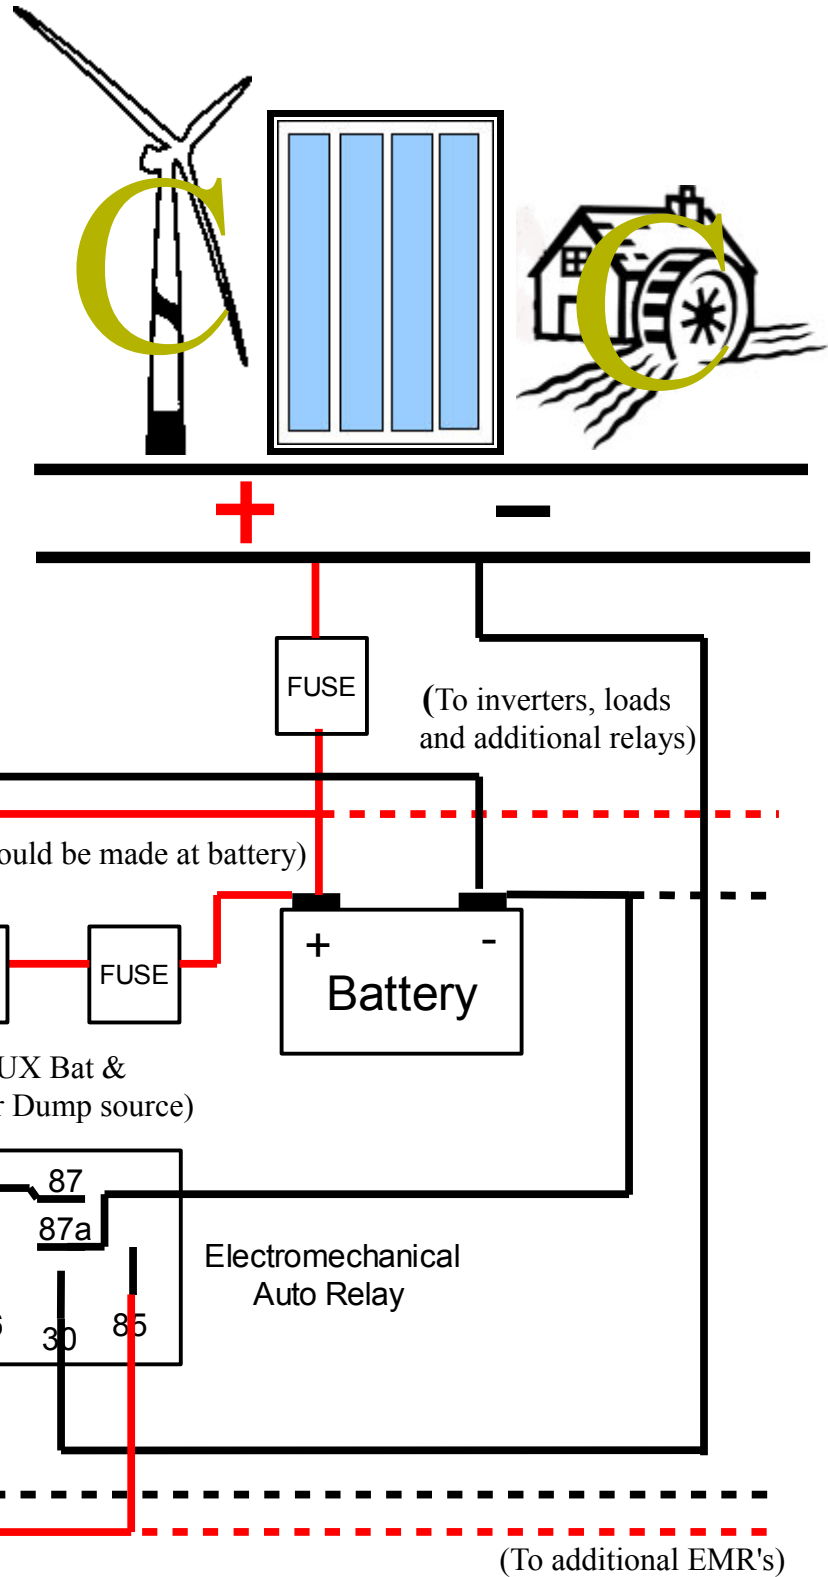 C
C
+ −
FUSE
(To inverters, loads
and additional relays)
ould be made at battery)
+ -
Battery
FUSE
UX Bat &
r Dump source)
87
87a
Electromechanical
Auto Relay
6 30 85
(To additional EMR's)